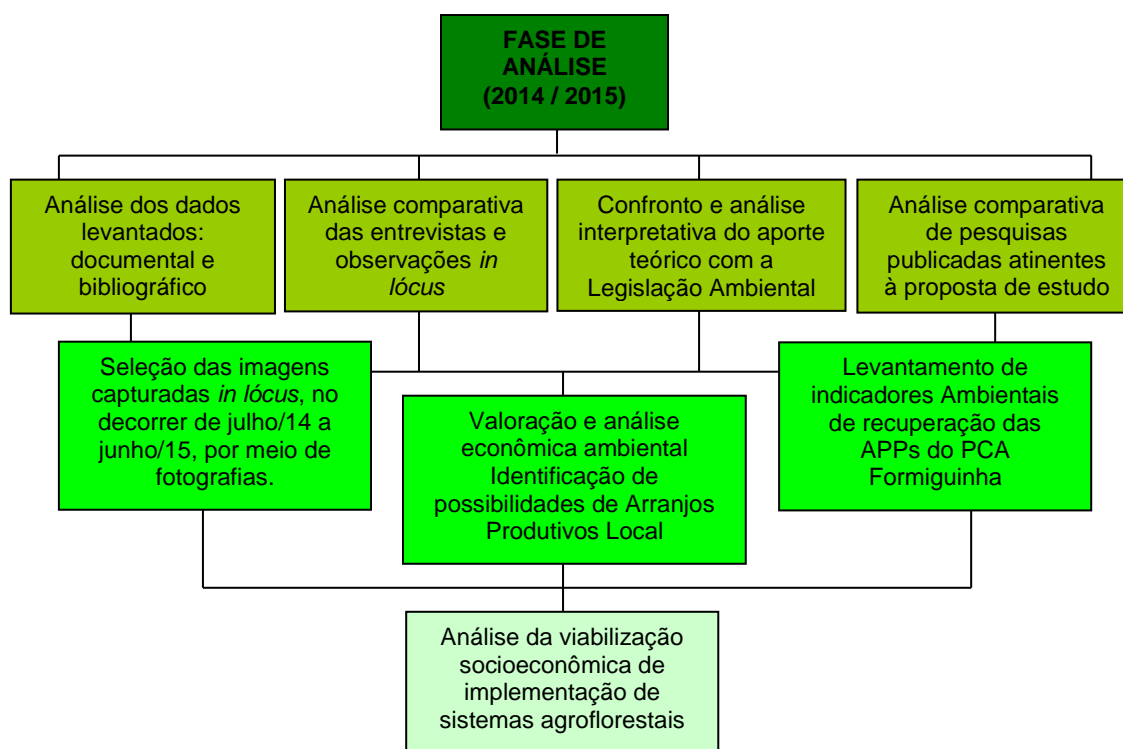 FASE DE
ANÁLISE
(2014 / 2015)
Análise dos dados
levantados:
documental e
bibliográfico
Análise comparativa
das entrevistas e
observações in
lócus
Confronto e análise
interpretativa do aporte
teórico com a
Legislação Ambiental
Análise comparativa
de pesquisas
publicadas atinentes
à proposta de estudo
Seleção das imagens
capturadas in lócus, no
decorrer de julho/14 a
junho/15, por meio de
fotografias.
Valoração e análise
econômica ambiental
Identificação de
possibilidades de Arranjos
Produtivos Local
Levantamento de
indicadores Ambientais
de recuperação das
APPs do PCA
Formiguinha
Análise da viabilização
socioeconômica de
implementação de
sistemas agroflorestais